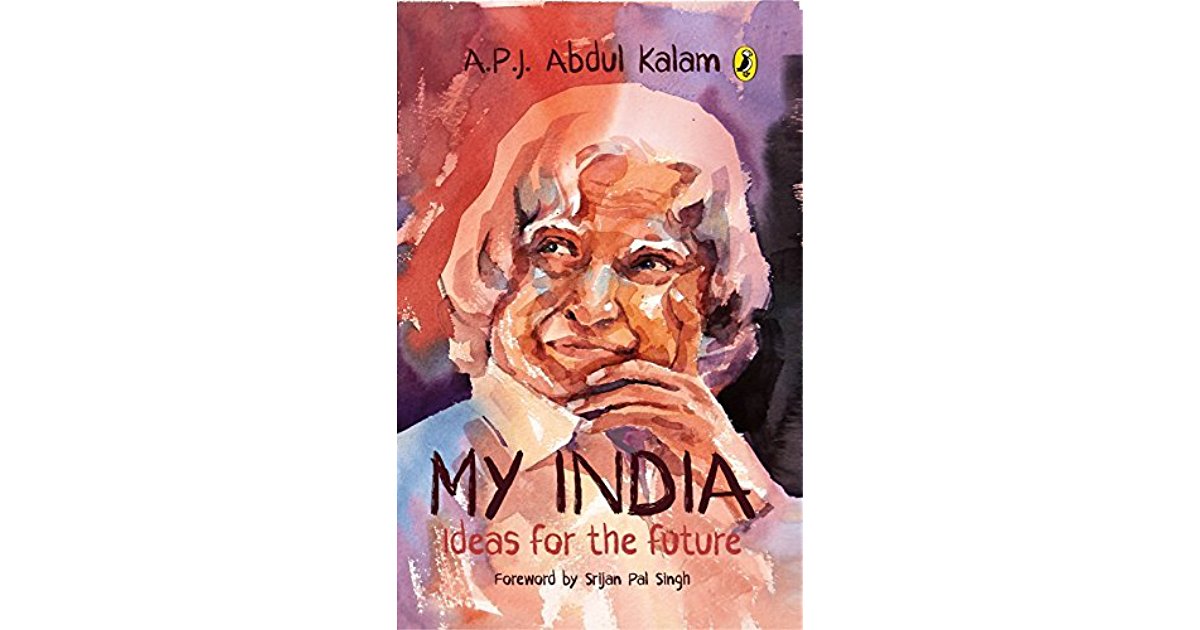 A.P.J. Abdul Kalam
MY INDIA
Ideas for the future
Foreword by Srijan Pal Singh